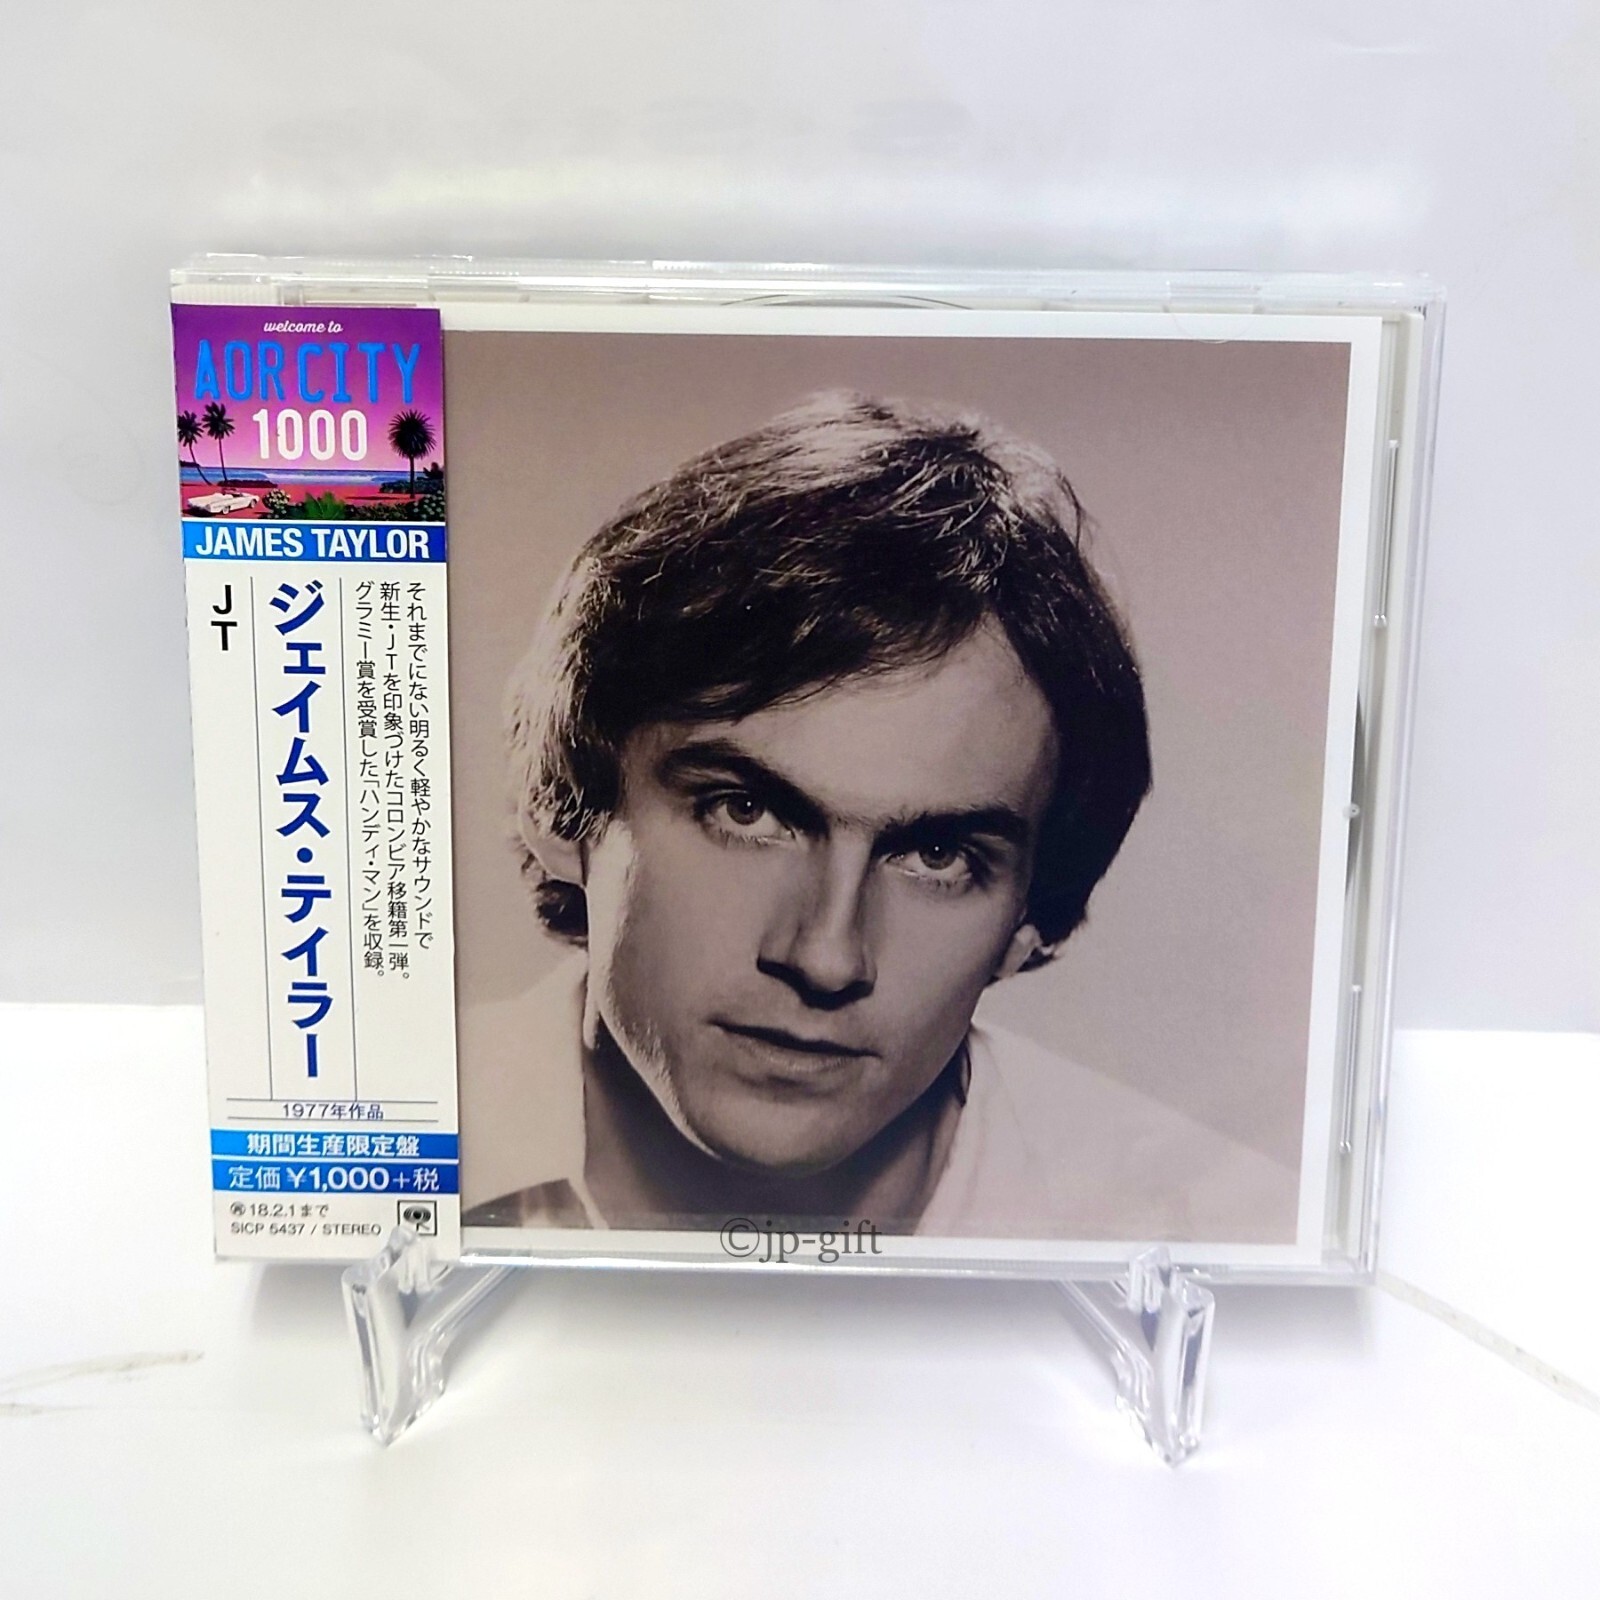 welcome to
AOR CITY
1000
JAMES TAYLOR
それまでにない明るく軽やかなサウンドで
新生・JTを印象づけたコロンビア移籍第一弾。
グラミー賞を受賞した「ハンディ・マン」を収録。
ジェイムス・テイラー
JT
1977年作品
期間生産限定盤
定価¥1,000+税
18.2.1まで
SICP 5437 / STEREO
©jp-gift